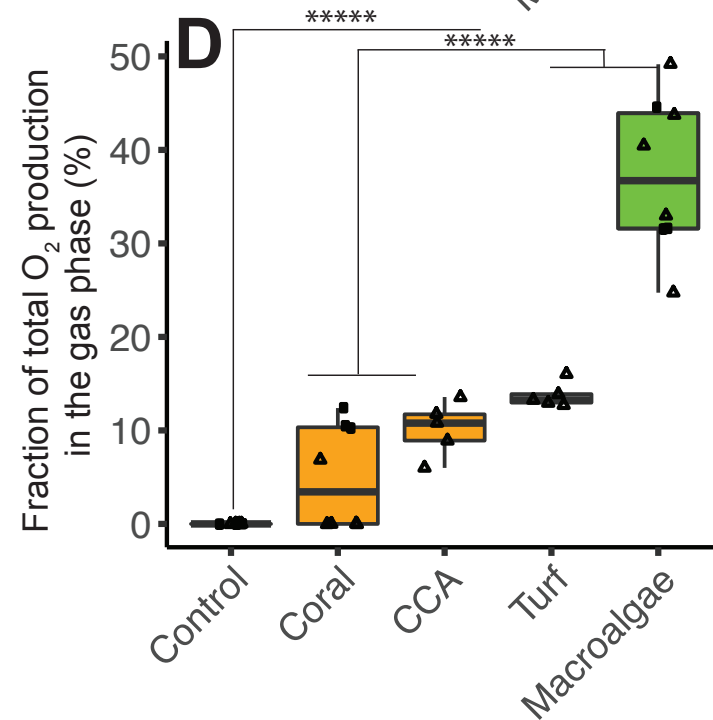 *****
D
*****
50
40
30
20
10
0
Fraction of total O₂ production
in the gas phase (%)
Control
Coral
CCA
Turf
Macroalgae